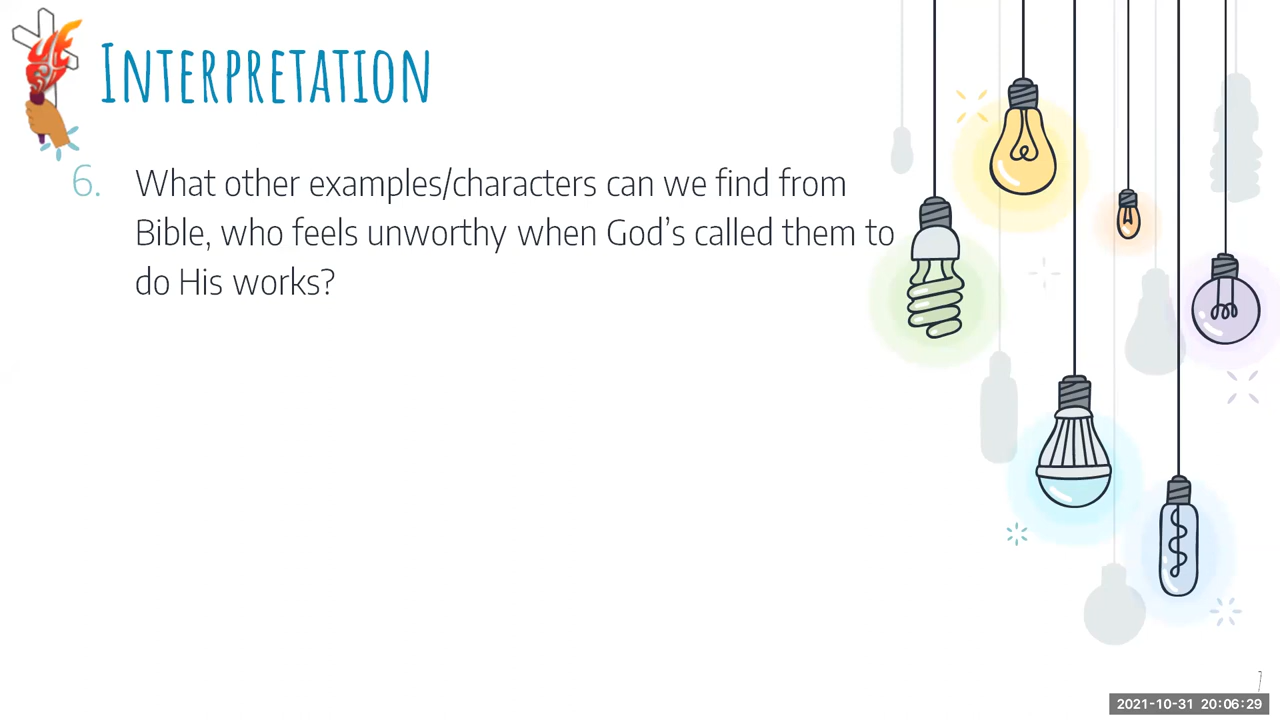 INTERPRETATION
6. What other examples/characters can we find from
Bible, who feels unworthy when God's called them to
do His works?
2021-10-31 20:06:29